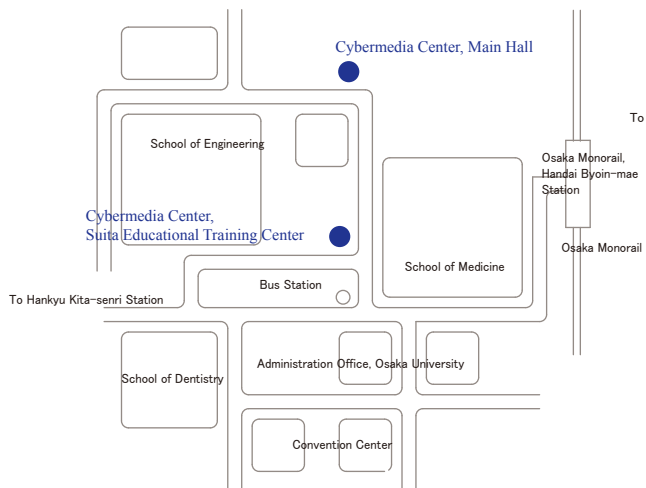 Cybermedia Center, Main Hall
To
School of Engineering
Osaka Monorail,
Handai Byoin-mae
Station
Cybermedia Center,
Suita Educational Training Center
Osaka Monorail
School of Medicine
Bus Station
To Hankyu Kita-senri Station
Administration Office, Osaka University
School of Dentistry
Convention Center